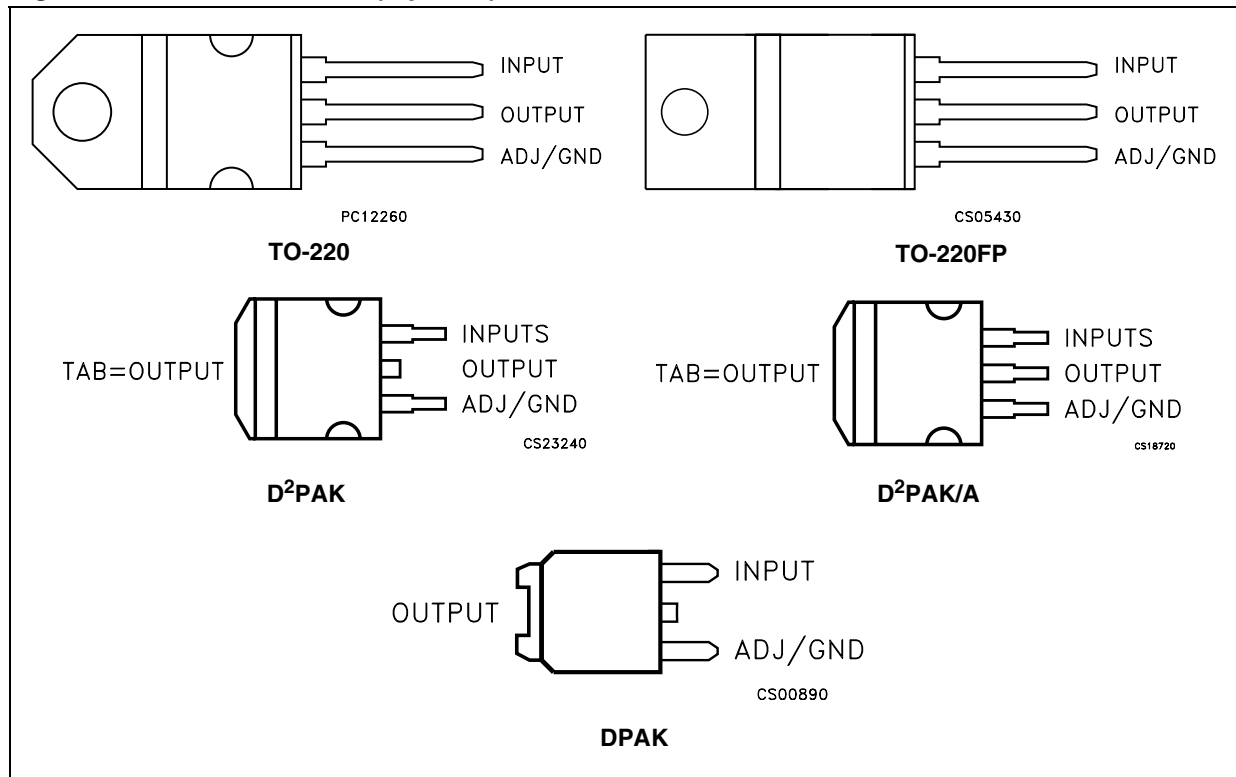 INPUT
OUTPUT
ADJ/GND
PC12260
TO-220
INPUT
OUTPUT
ADJ/GND
CS05430
TO-220FP
TAB=OUTPUT
INPUTS
OUTPUT
ADJ/GND
CS23240
D²PAK
TAB=OUTPUT
INPUTS
OUTPUT
ADJ/GND
CS18720
D²PAK/A
OUTPUT
INPUT
ADJ/GND
CS00890
DPAK